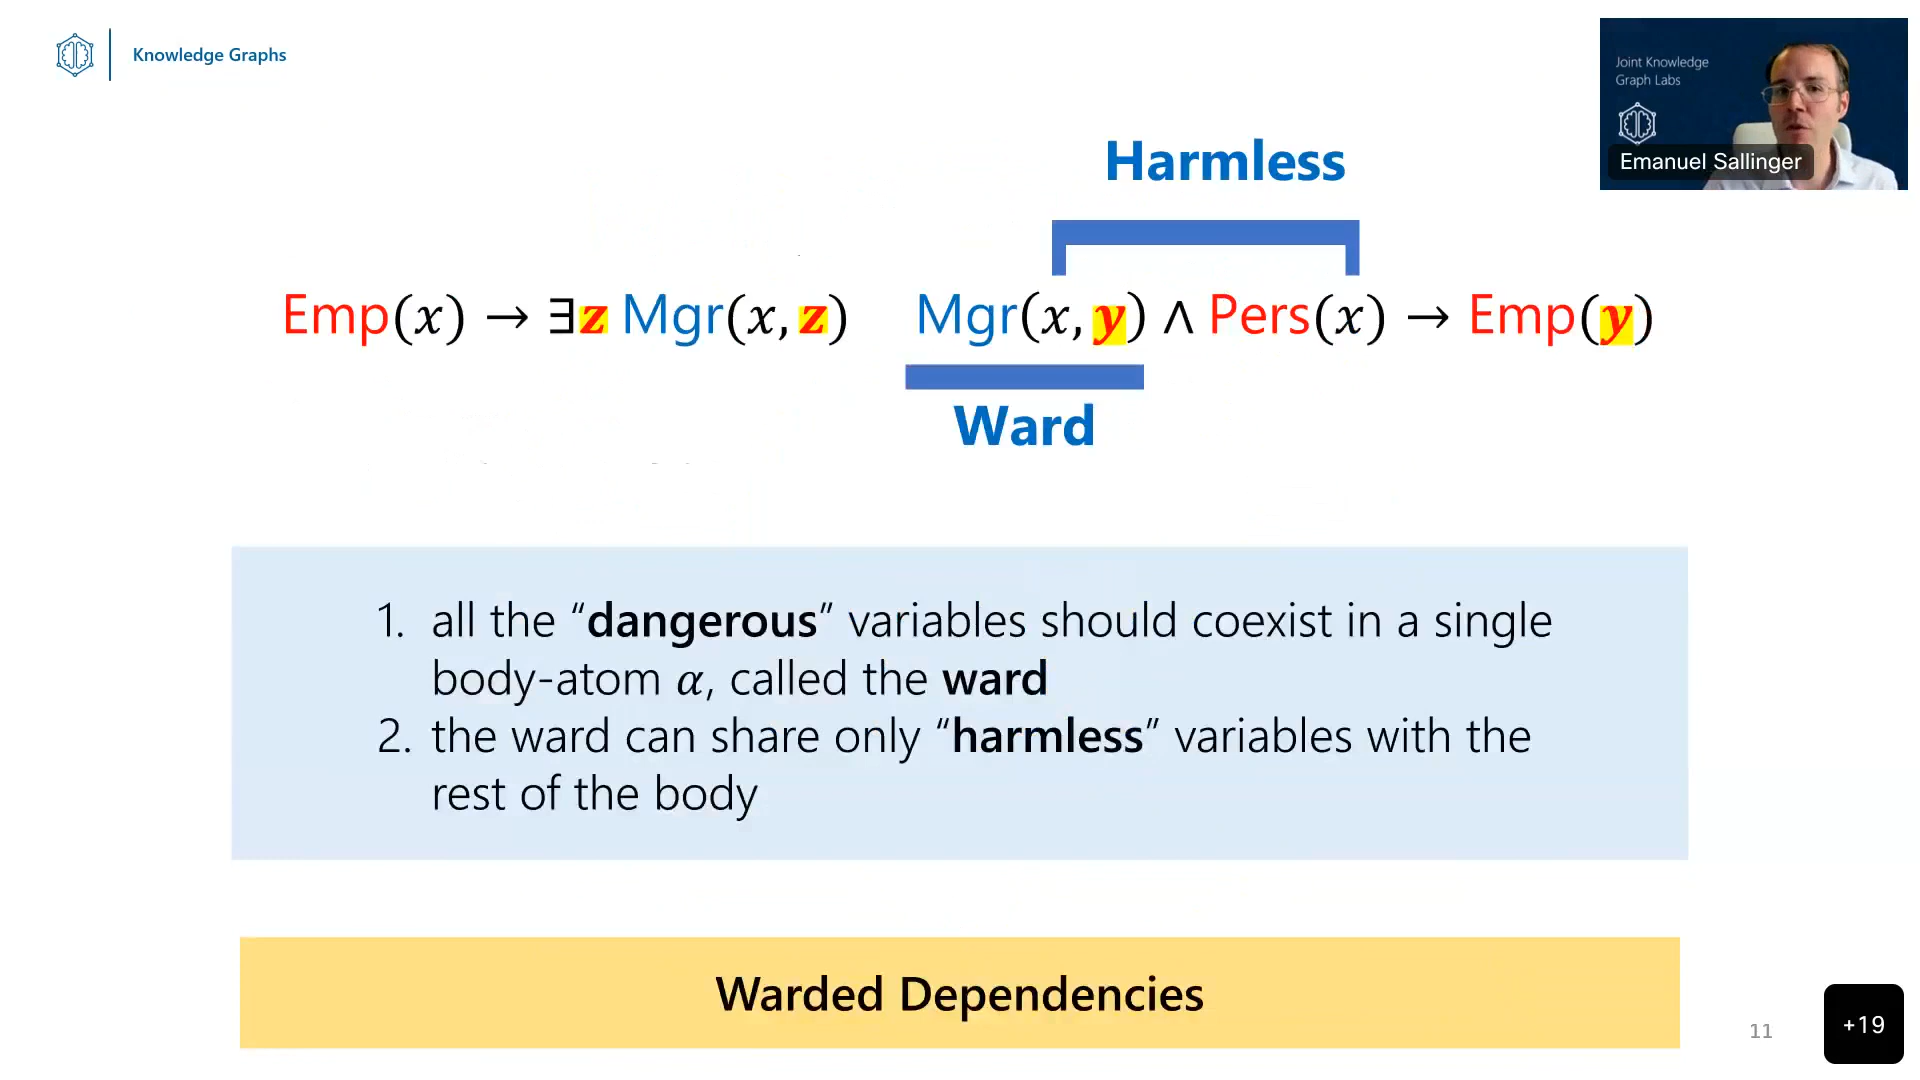 Knowledge Graphs
Joint Knowledge
Graph Labs
Emanuel Sallinger
Harmless
Emp(x) → ∃z Mgr(x, z) Mgr(x, y) ∧ Pers(x) → Emp(y)
Ward
1. all the “dangerous” variables should coexist in a single
body-atom α, called the ward
2. the ward can share only “harmless” variables with the
rest of the body
Warded Dependencies
11
+19